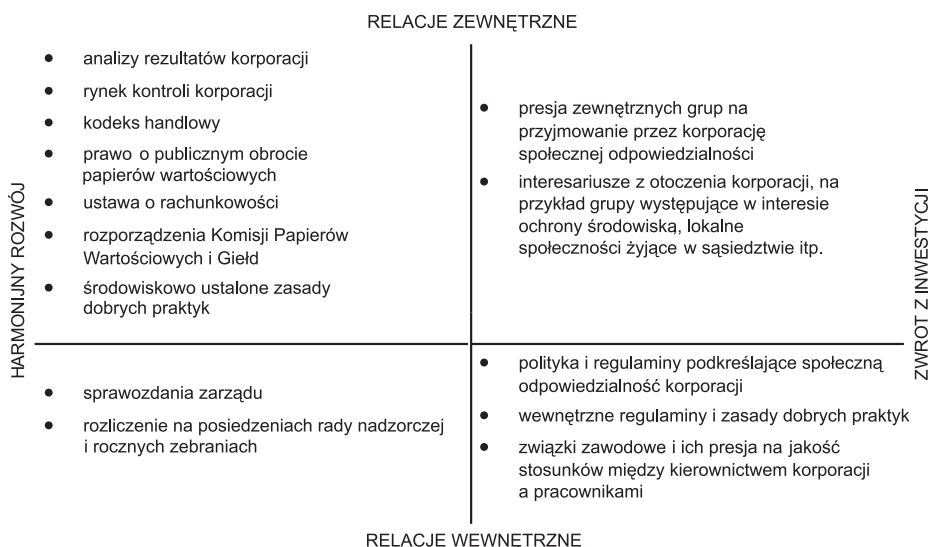 RELACJE ZEWNĘTRZNE
HARMONIJNY ROZWÓJ
• analizy rezultatów korporacji
• rynek kontroli korporacji
• kodeks handlowy
• prawo o publicznym obrocie
papierów wartościowych
• ustawa o rachunkowości
• rozporządzenia Komisji Papierów
Wartościowych i Giełd
• środowiskowo ustalone zasady
dobrych praktyk
• presja zewnętrznych grup na
przyjmowanie przez korporację
społecznej odpowiedzialności
• interesariusze z otoczenia korporacji, na
przykład grupy występujące w interesie
ochrony środowiską, lokalne
społeczności żyjące w sąsiedztwie itp.
ZWROT Z INWESTYCJI
• sprawozdania zarządu
• rozliczenie na posiedzeniach rady nadzorczej
i rocznych zebraniach
• polityka i regulaminy podkreślające społeczną
odpowiedzialność korporacji
• wewnętrzne regulaminy i zasady dobrych praktyk
• związki zawodowe i ich presja na jakość
stosunków między kierownictwem korporacji
a pracownikami
RELACJE WEWNETRZNE